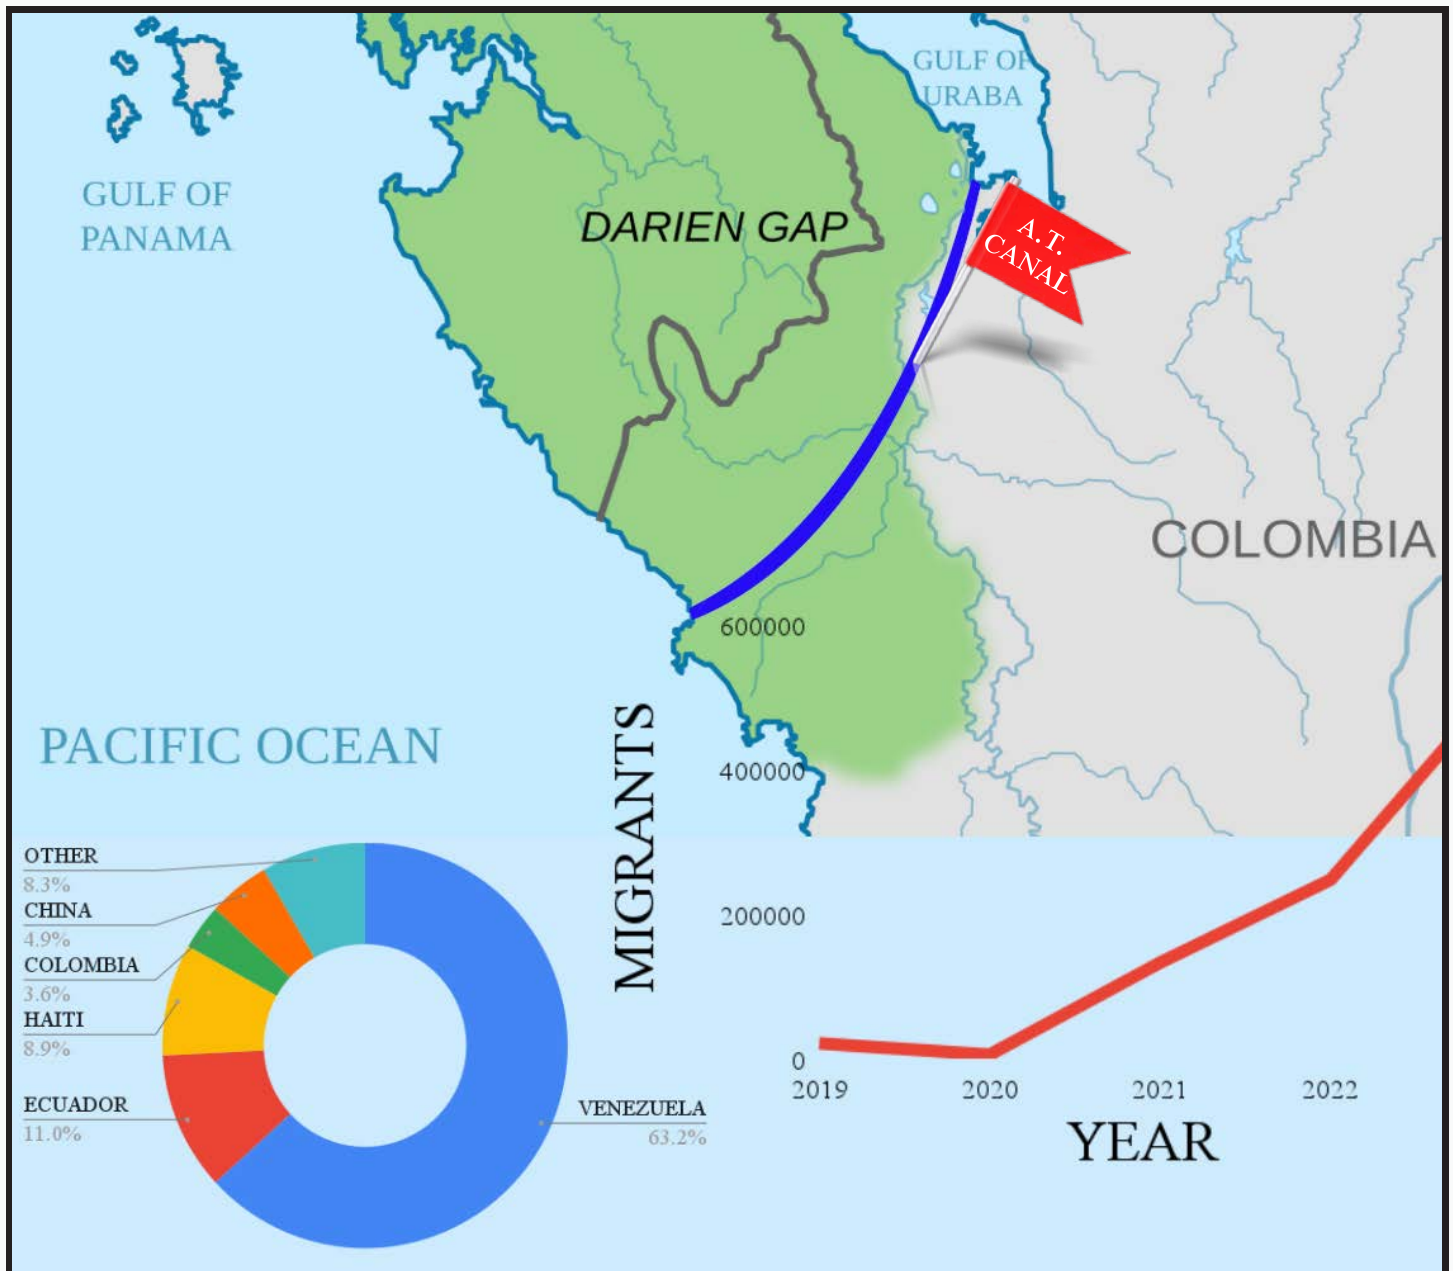 GULF OF
URABA
GULF OF
PANAMA
DARIEN GAP
A. T.
CANAL
COLOMBIA
600000
PACIFIC OCEAN
MIGRANTS
400000
200000
0
2019
2020
2021
2022
YEAR
OTHER
8.3%
CHINA
4.9%
COLOMBIA
3.6%
HAITI
8.9%
ECUADOR
11.0%
VENEZUELA
63.2%